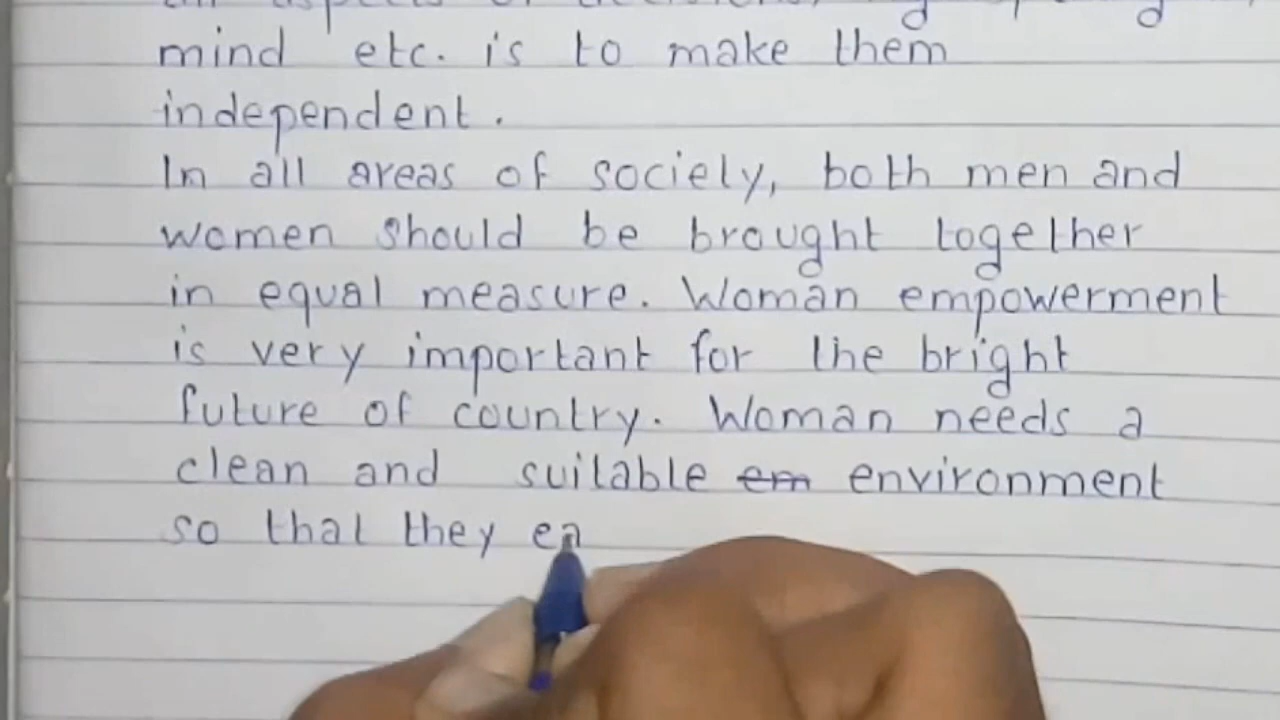 mind etc. is to make them
independent.
In all areas of society, both men and
women should be brought together
in equal measure. Woman empowerment
is very important for the bright
future of country. Woman needs a
clean and suitable em environment
so that they ea